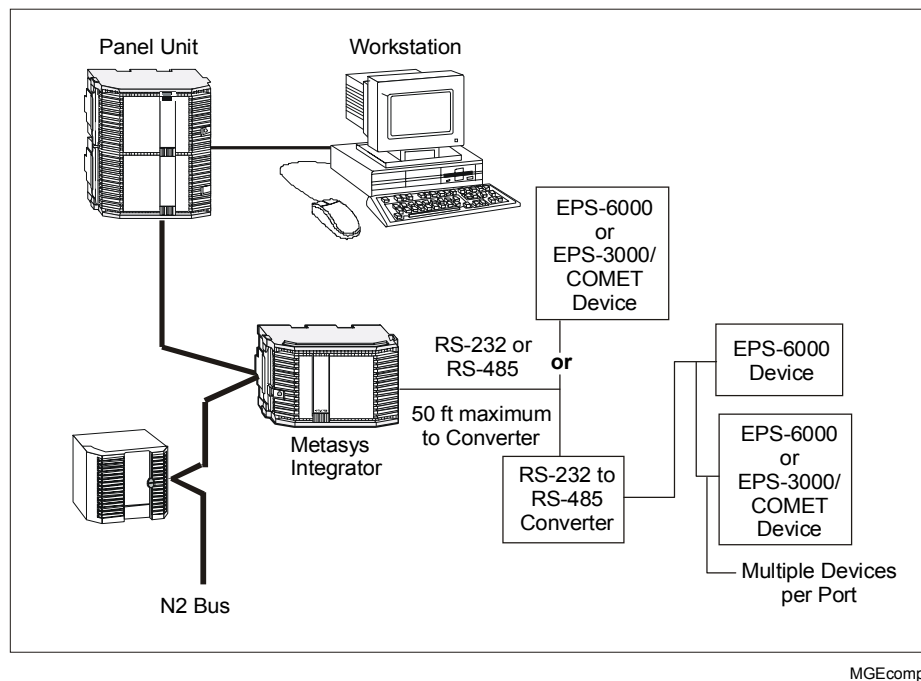 Panel Unit
Workstation
EPS-6000
or
EPS-3000/
COMET
Device
RS-232 or
RS-485
or
50 ft maximum
to Converter
Metasys
Integrator
RS-232 to
RS-485
Converter
EPS-6000
Device
EPS-6000
or
EPS-3000/
COMET
Device
Multiple Devices
per Port
N2 Bus
MGEcomp